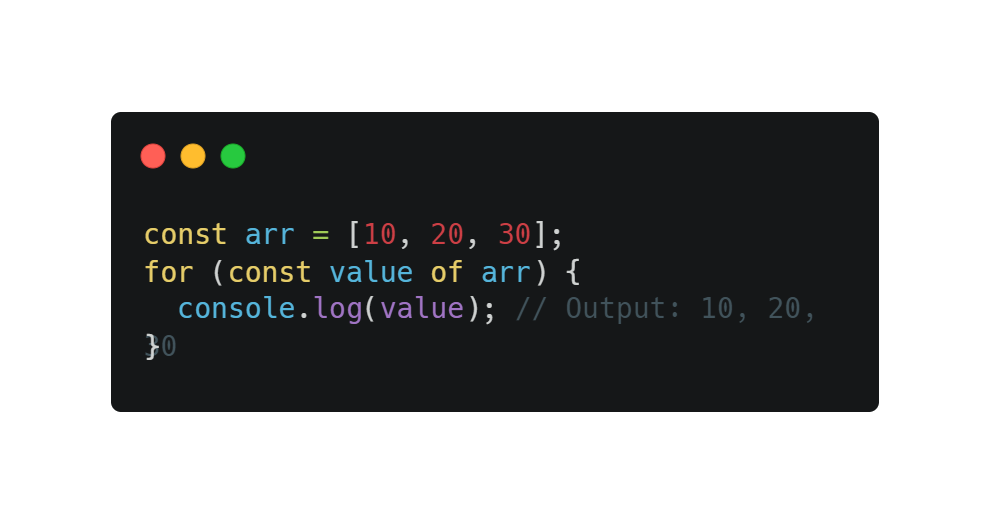 const arr = [10, 20, 30];
for (const value of arr) {
  console.log(value); // Output: 10, 20,
30
}